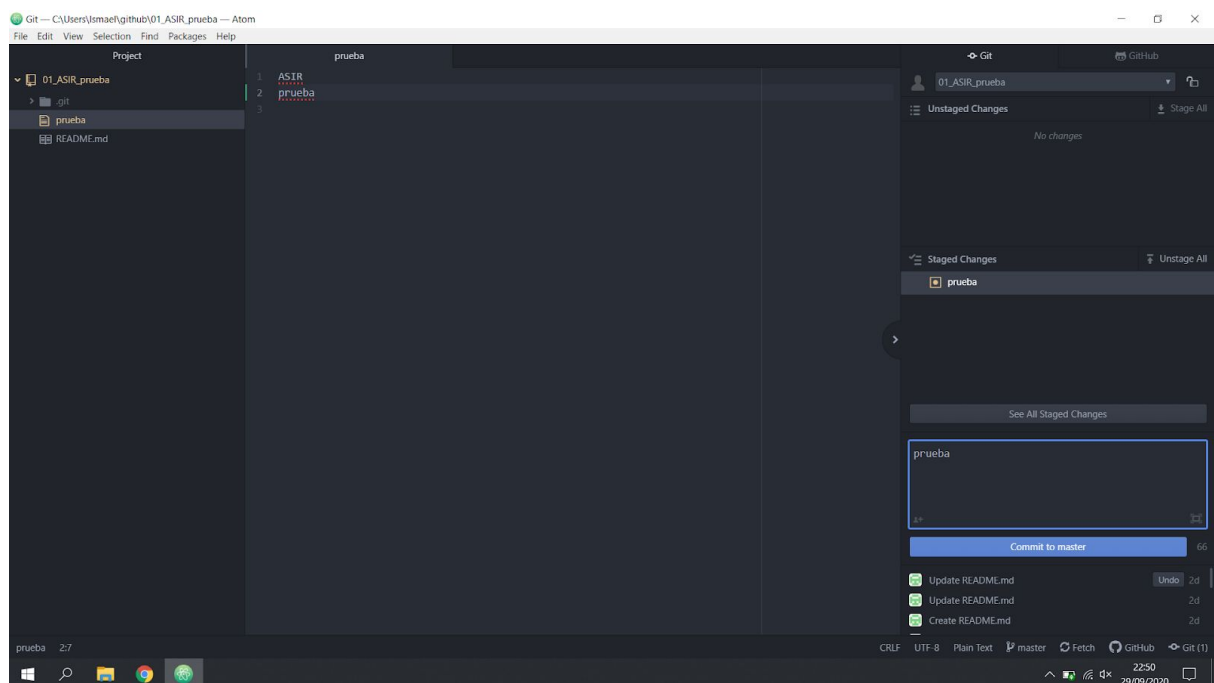 Git — C:\Users\Ismael\github\01_ASIR_prueba — Atom
File Edit View Selection Find Packages Help
Project
01_ASIR_prueba
.git
prueba
README.md
prueba
1 ASIR
2 prueba
3
Git GitHub
01_ASIR_prueba
Unstaged Changes Stage All
No changes
Staged Changes Unstage All
prueba
See All Staged Changes
prueba
Commit to master 66
Update README.md Undo 2d
Update README.md 2d
Create README.md 2d
prueba 2:7 CRLF UTF-8 Plain Text master Fetch GitHub Git (1)
22:50
29/09/2020